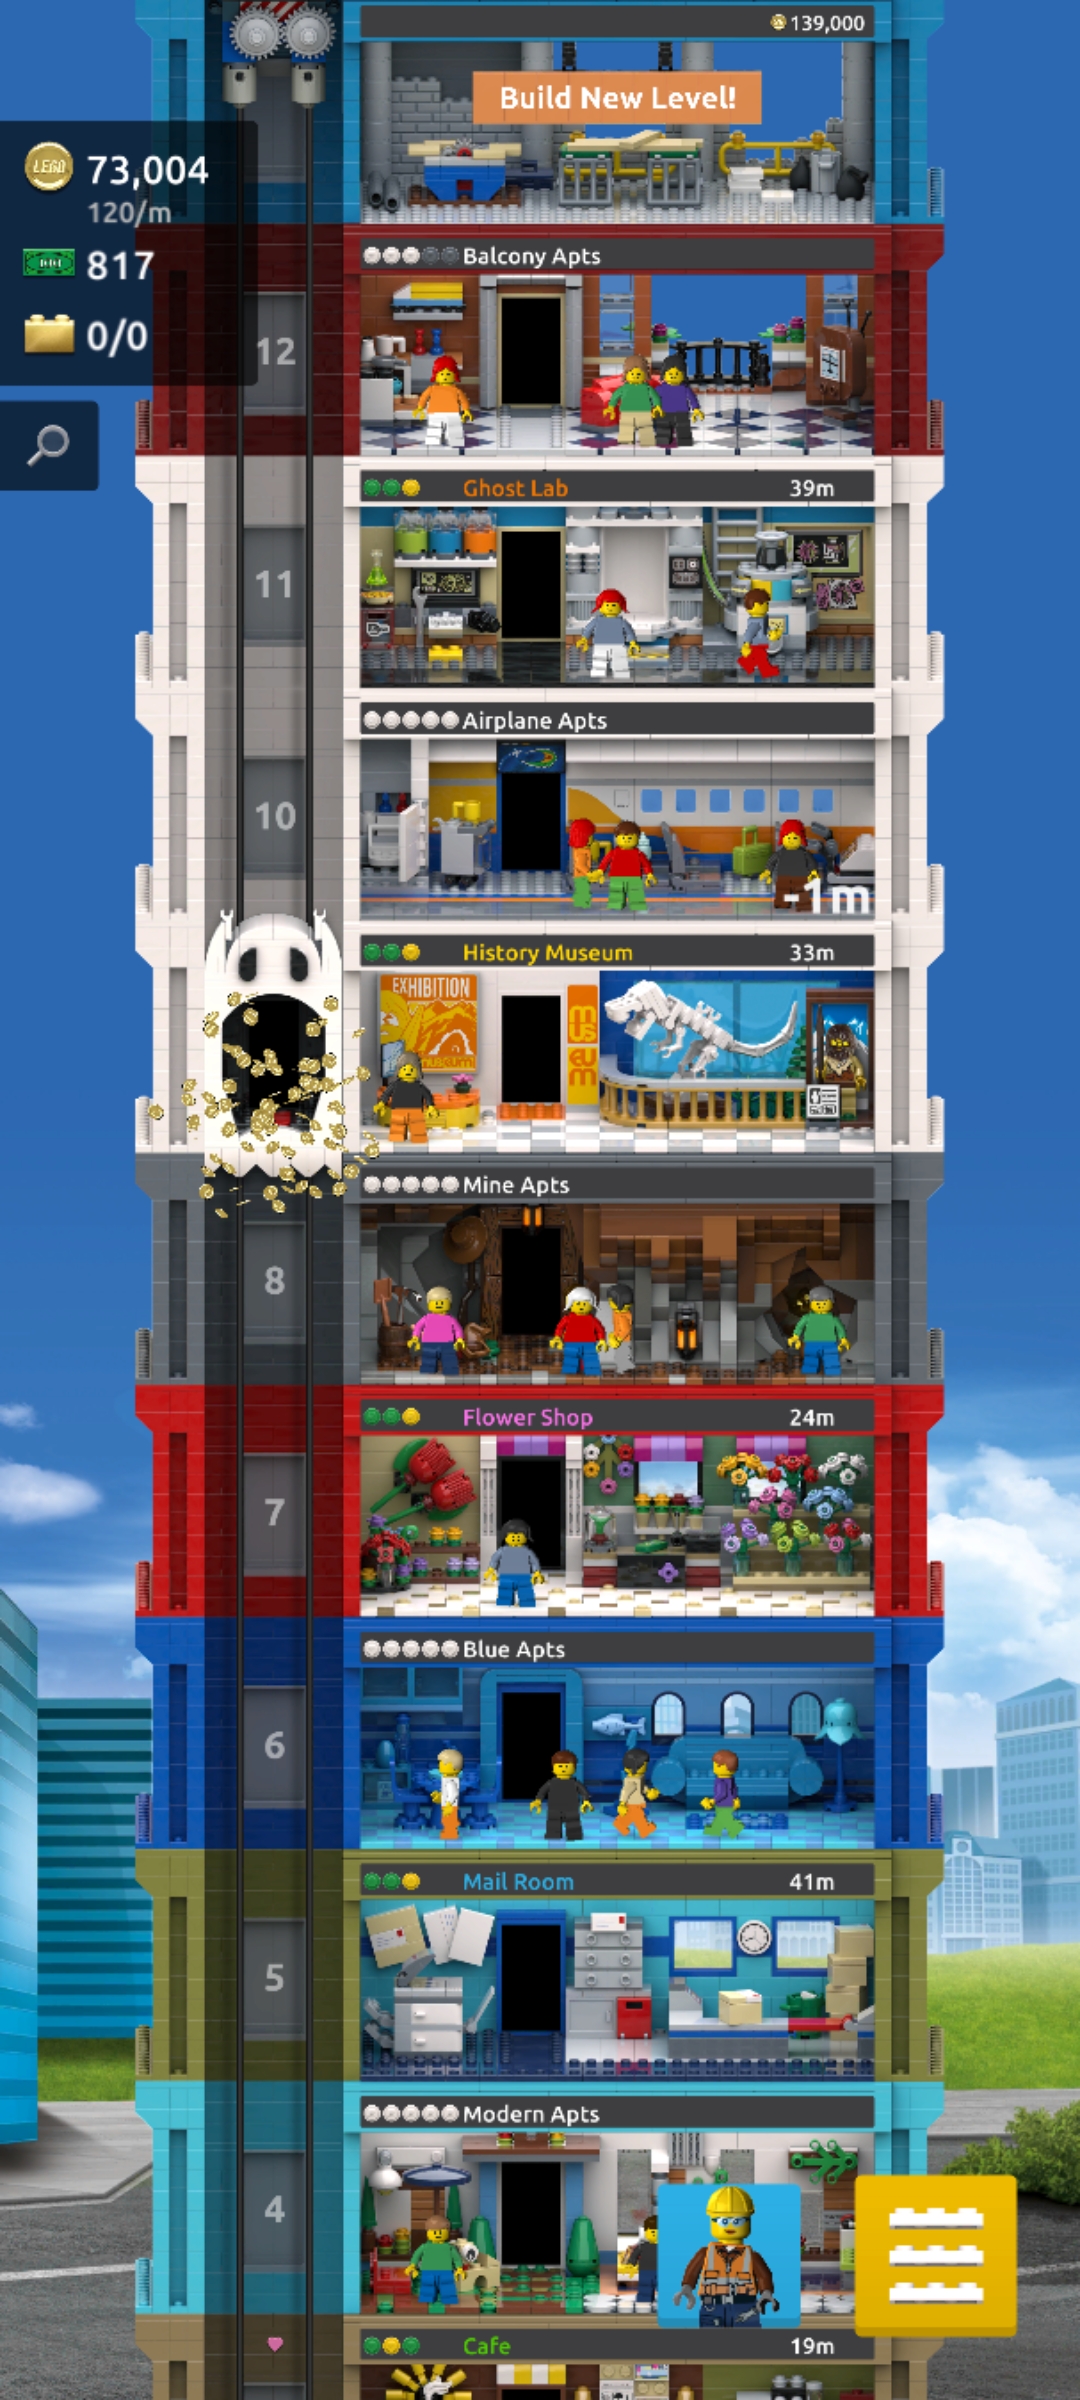 139,000
Build New Level!
LEGO
73,004
120/m
817
0/0
Balcony Apts
12
Ghost Lab 39m
11
Airplane Apts
10
-1m
History Museum 33m
EXHIBITION
MUSEUM
MUSEUM
Mine Apts
8
Flower Shop 24m
7
Blue Apts
6
Mail Room 41m
5
Modern Apts
4
Cafe 19m